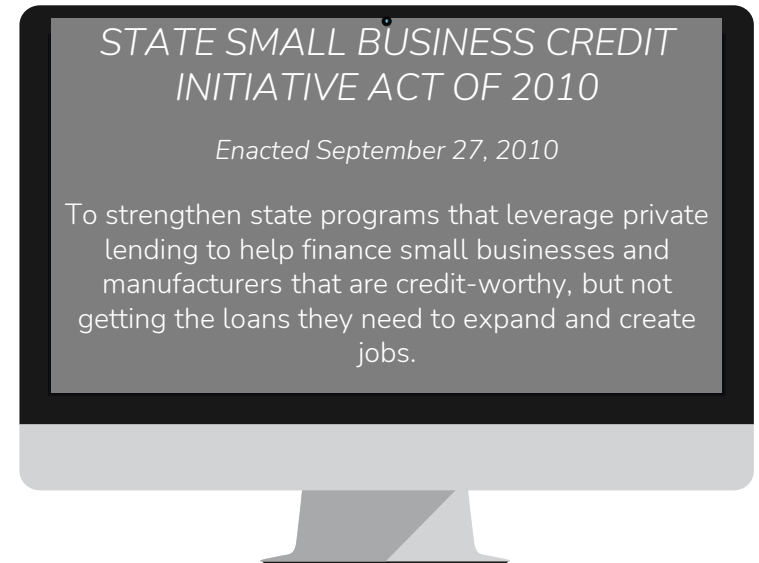 STATE SMALL BUSINESS CREDIT
INITIATIVE ACT OF 2010
Enacted September 27, 2010
To strengthen state programs that leverage private
lending to help finance small businesses and
manufacturers that are credit-worthy, but not
getting the loans they need to expand and create
jobs.